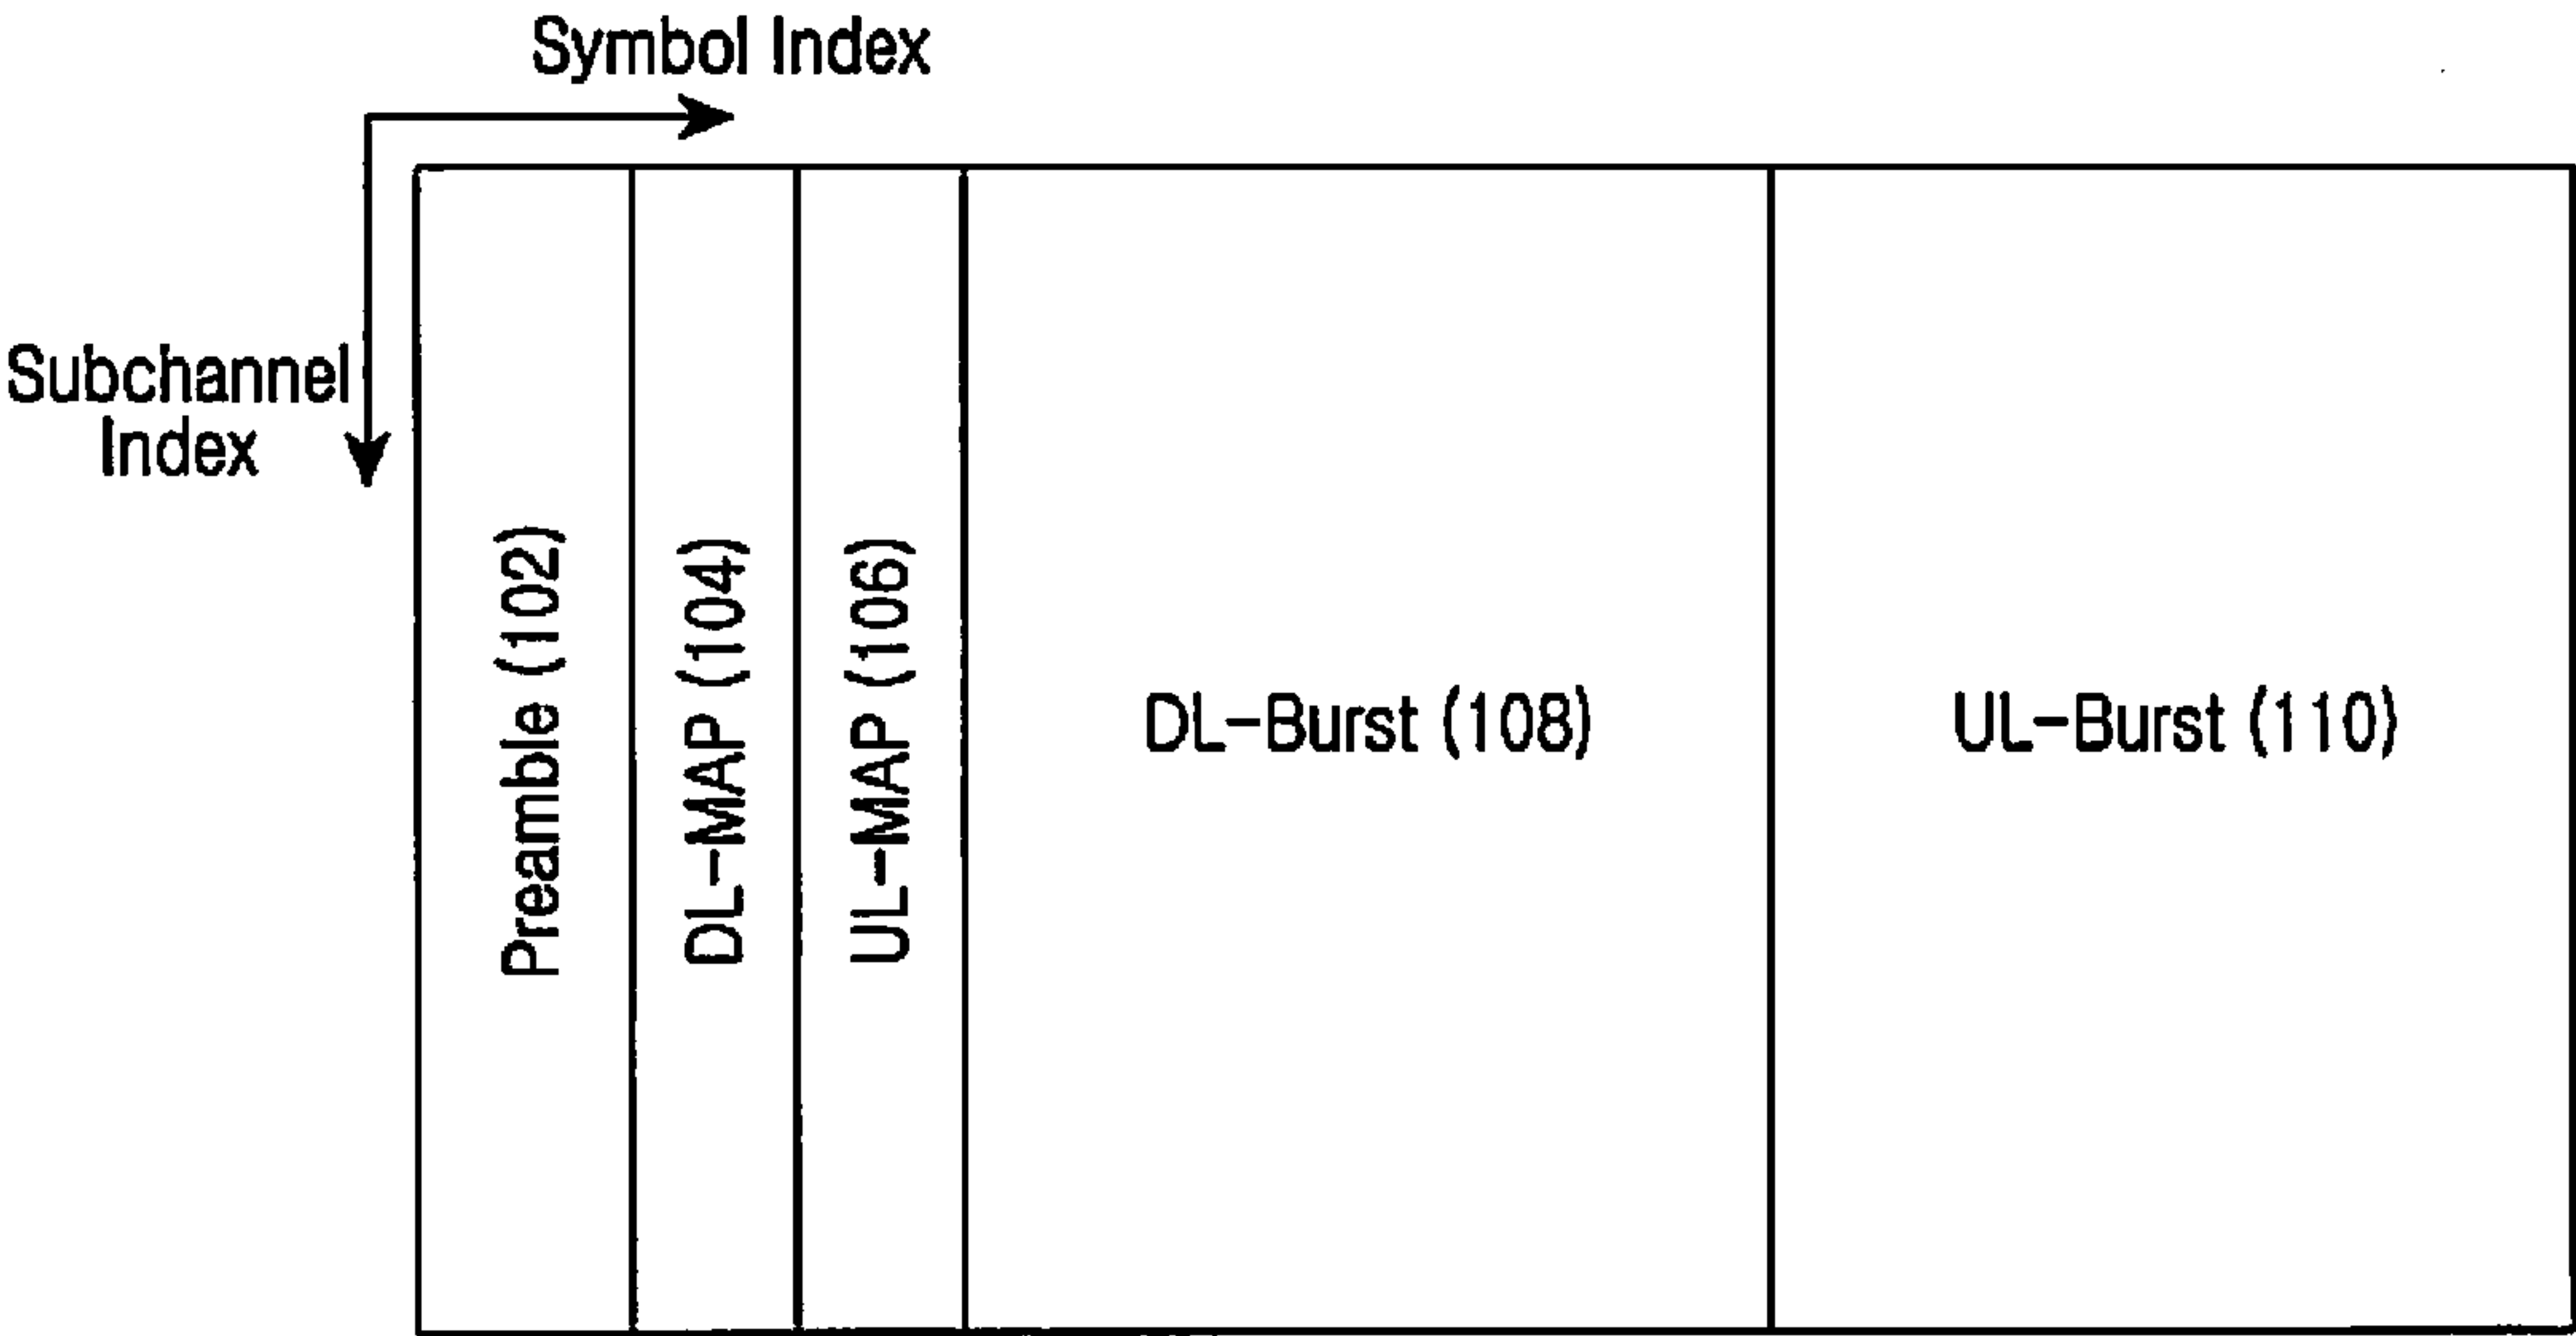 Symbol Index
Subchannel
Index
Preamble (102)
DL-MAP (104)
UL-MAP (106)
DL-Burst (108)
UL-Burst (110)